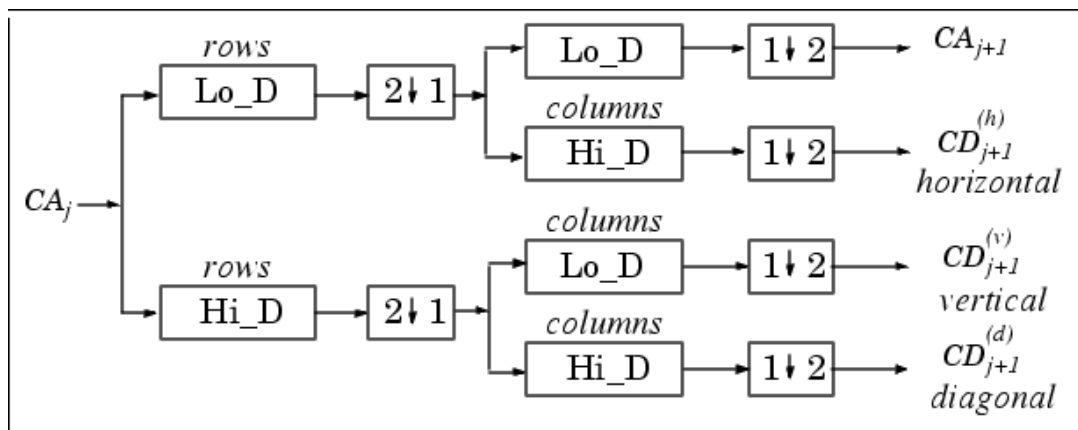 rows
Lo_D
2↓1
Lo_D
1↓2
CA_{j+1}
columns
Hi_D
1↓2
CD_{j+1}^{(h)}
horizontal
CA_j
rows
Hi_D
2↓1
columns
Lo_D
1↓2
CD_{j+1}^{(v)}
vertical
columns
Hi_D
1↓2
CD_{j+1}^{(d)}
diagonal